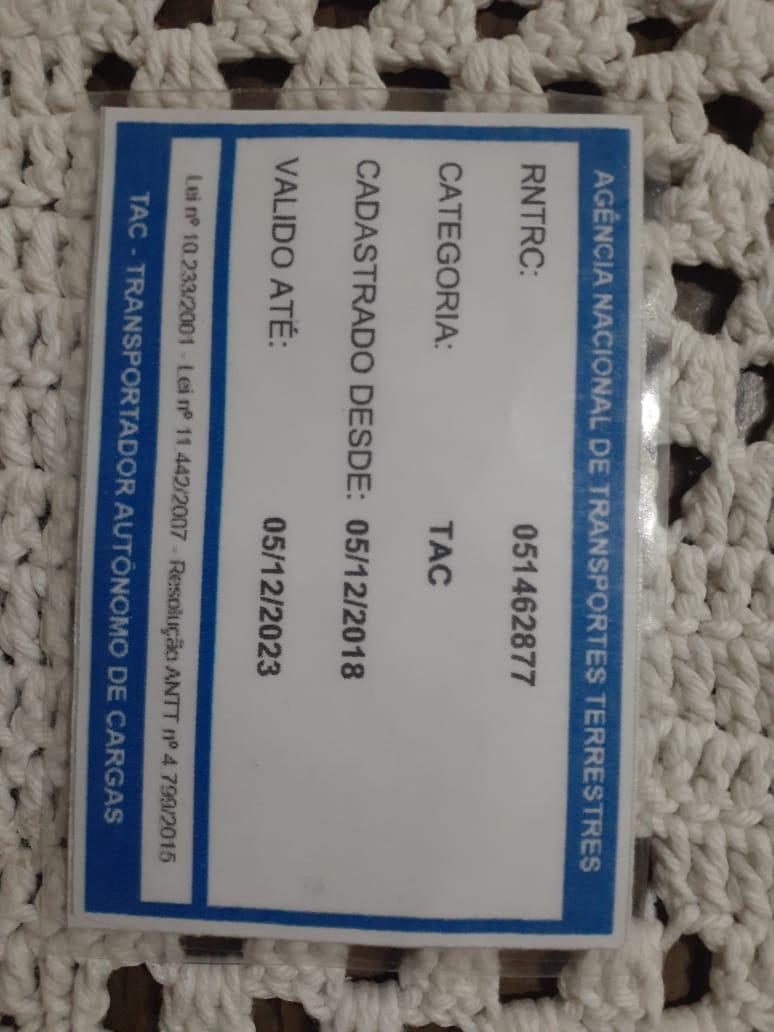 AGÊNCIA NACIONAL DE TRANSPORTES TERRESTRES
RNTRC: 051462877
CATEGORIA: TAC
CADASTRADO DESDE: 05/12/2018
VALIDO ATÉ: 05/12/2023
Lei nº 10.233/2001 - Lei nº 11.442/2007 - Resolução ANTT nº 4.799/2015
TAC - TRANSPORTADOR AUTÔNOMO DE CARGAS